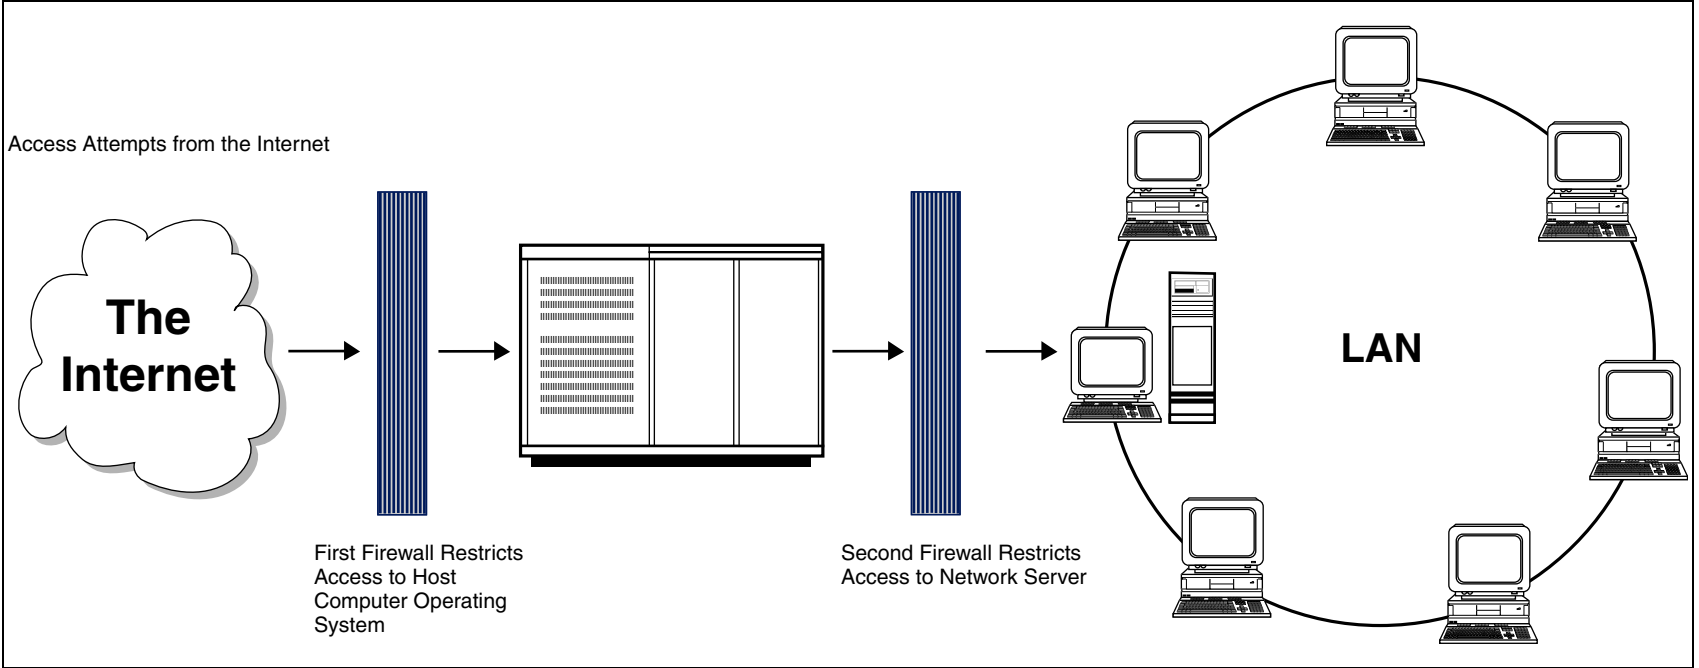 Access Attempts from the Internet
The
Internet
LAN
First Firewall Restricts
Access to Host
Computer Operating
System
Second Firewall Restricts
Access to Network Server